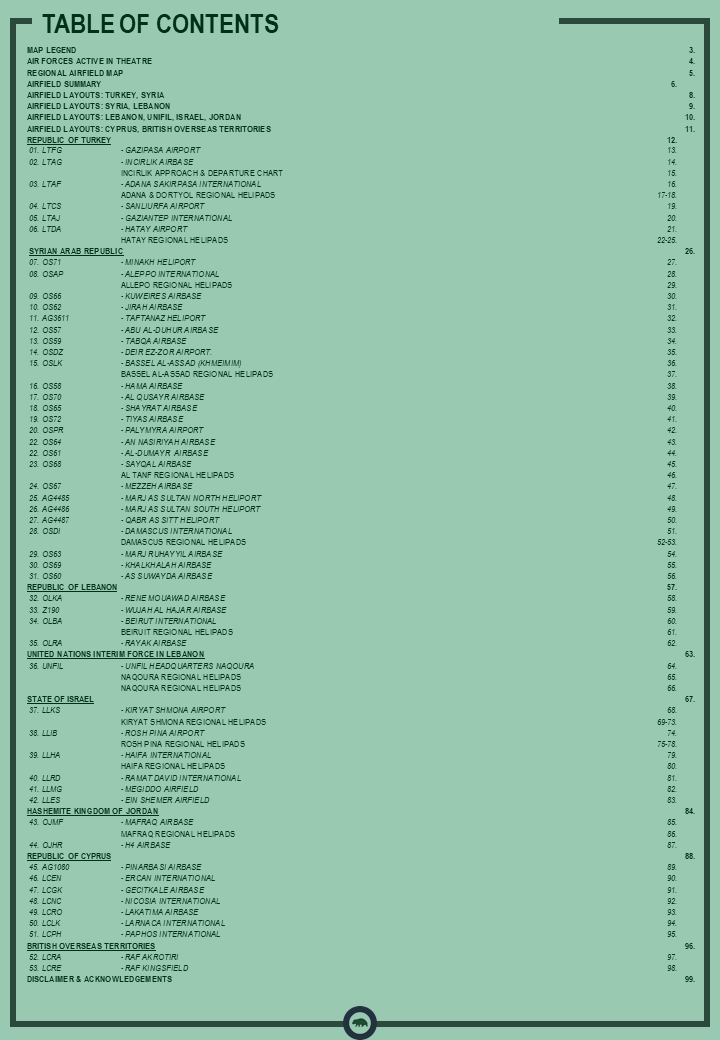 TABLE OF CONTENTS
MAP LEGEND 3.
AIR FORCES ACTIVE IN THEATRE 4.
REGIONAL AIRFIELD MAP 5.
AIRFIELD SUMMARY 6.
AIRFIELD LAYOUTS: TURKEY, SYRIA 8.
AIRFIELD LAYOUTS: SYRIA, LEBANON 9.
AIRFIELD LAYOUTS: LEBANON, UNIFIL, ISRAEL, JORDAN 10.
AIRFIELD LAYOUTS: CYPRUS, BRITISH OVERSEAS TERRITORIES 11.
REPUBLIC OF TURKEY 12.
01. LTFG - GAZIPASA AIRPORT 13.
02. LTAG - INCIRLIK AIRBASE 14.
INCIRLIK APPROACH & DEPARTURE CHART 15.
03. LTAF - ADANA SAKIRPASA INTERNATIONAL 16.
ADANA & DORTYOL REGIONAL HELIPADS 17-18.
04. LTCS - SANLIURFA AIRPORT 19.
05. LTAJ - GAZIANTEP INTERNATIONAL 20.
06. LTDA - HATAY AIRPORT 21.
HATAY REGIONAL HELIPADS 22-25.
SYRIAN ARAB REPUBLIC 26.
07. OS71 - MINAKH HELIPORT 27.
08. OSAP - ALEPPO INTERNATIONAL 28.
ALLEPO REGIONAL HELIPADS 29.
09. OS66 - KUWEIRES AIRBASE 30.
10. OS62 - JIRAH AIRBASE 31.
11. AG3611 - TAFTANAZ HELIPORT 32.
12. OS57 - ABU AL-DUHUR AIRBASE 33.
13. OS59 - TABQA AIRBASE 34.
14. OSDZ - DEIR EZ-ZOR AIRPORT. 35.
15. OSLK - BASSEL AL-ASSAD (KHMEIMIM) 36.
BASSEL AL-ASSAD REGIONAL HELIPADS 37.
16. OS58 - HAMA AIRBASE 38.
17. OS70 - AL QUSAYR AIRBASE 39.
18. OS65 - SHAYRAT AIRBASE 40.
19. OS72 - TIYAS AIRBASE 41.
20. OSPR - PALYMYRA AIRPORT 42.
22. OS64 - AN NASIRIYAH AIRBASE 43.
22. OS61 - AL-DUMAYR AIRBASE 44.
23. OS68 - SAYQAL AIRBASE 45.
AL TANF REGIONAL HELIPADS 46.
24. OS67 - MEZZEH AIRBASE 47.
25. AG4485 - MARJ AS SULTAN NORTH HELIPORT 48.
26. AG4486 - MARJ AS SULTAN SOUTH HELIPORT 49.
27. AG4487 - QABR AS SITT HELIPORT 50.
28. OSDI - DAMASCUS INTERNATIONAL 51.
DAMASCUS REGIONAL HELIPADS 52-53.
29. OS63 - MARJ RUHAYYIL AIRBASE 54.
30. OS69 - KHALKHALAH AIRBASE 55.
31. OS60 - AS SUWAYDA AIRBASE 56.
REPUBLIC OF LEBANON 57.
32. OLKA - RENE MOUAWAD AIRBASE 58.
33. Z190 - WUJAH AL HAJAR AIRBASE 59.
34. OLBA - BEIRUT INTERNATIONAL 60.
BEIRUIT REGIONAL HELIPADS 61.
35. OLRA - RAYAK AIRBASE 62.
UNITED NATIONS INTERIM FORCE IN LEBANON 63.
36. UNFIL - UNFIL HEADQUARTERS NAQOURA 64.
NAQOURA REGIONAL HELIPADS 65.
NAQOURA REGIONAL HELIPADS 66.
STATE OF ISRAEL 67.
37. LLKS - KIRYAT SHMONA AIRPORT 68.
KIRYAT SHMONA REGIONAL HELIPADS 69-73.
38. LLIB - ROSH PINA AIRPORT 74.
ROSH PINA REGIONAL HELIPADS 75-78.
39. LLHA - HAIFA INTERNATIONAL 79.
HAIFA REGIONAL HELIPADS 80.
40. LLRD - RAMAT DAVID INTERNATIONAL 81.
41. LLMG - MEGIDDO AIRFIELD 82.
42. LLES - EIN SHEMER AIRFIELD 83.
HASHEMITE KINGDOM OF JORDAN 84.
43. OJMF - MAFRAQ AIRBASE 85.
MAFRAQ REGIONAL HELIPADS 86.
44. OJHR - H4 AIRBASE 87.
REPUBLIC OF CYPRUS 88.
45. AG1080 - PINARBASI AIRBASE 89.
46. LCEN - ERCAN INTERNATIONAL 90.
47. LCGK - GECITKALE AIRBASE 91.
48. LCNC - NICOSIA INTERNATIONAL 92.
49. LCRO - LAKATIMA AIRBASE 93.
50. LCLK - LARNACA INTERNATIONAL 94.
51. LCPH - PAPHOS INTERNATIONAL 95.
BRITISH OVERSEAS TERRITORIES 96.
52. LCRA - RAF AKROTIRI 97.
53. LCRE - RAF KINGSFIELD 98.
DISCLAIMER & ACKNOWLEDGEMENTS 99.